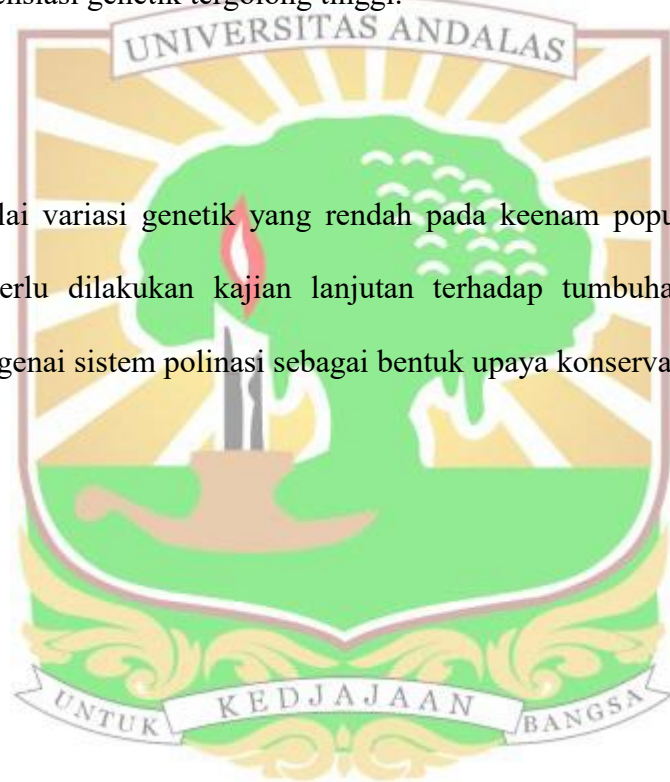 ensiasi genetik tergolong tinggi.
UNIVERSITAS ANDALAS
lai variasi genetik yang rendah pada keenam popu
erlu dilakukan kajian lanjutan terhadap tumbuha
genai sistem polinasi sebagai bentuk upaya konserva
UNTUK KEDJAJAAN BANGSA